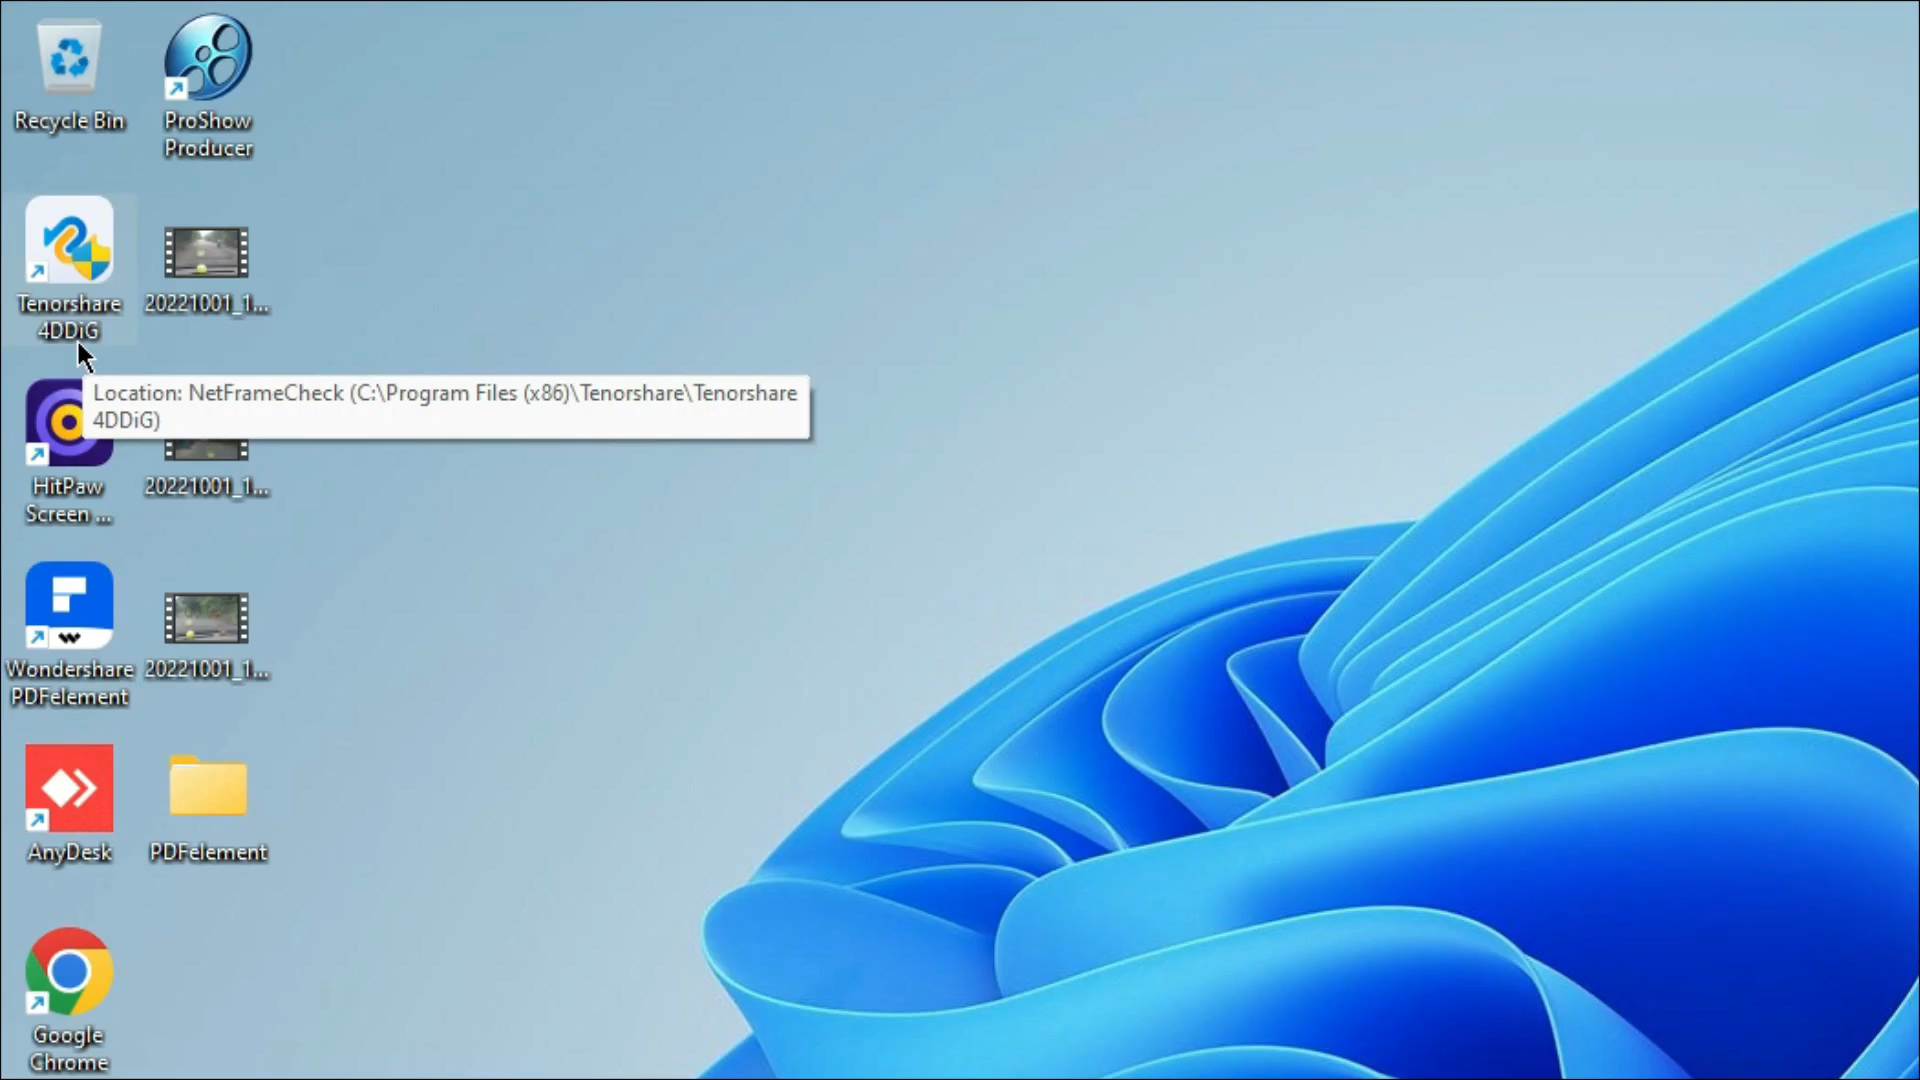 Recycle Bin
ProShow
Producer
Tenorshare
4DDiG
20221001_1...
Location: NetFrameCheck (C:\Program Files (x86)\Tenorshare\Tenorshare
4DDiG)
HitPaw
Screen ...
20221001_1...
Wondershare
PDFelement
20221001_1...
AnyDesk
PDFelement
Google
Chrome